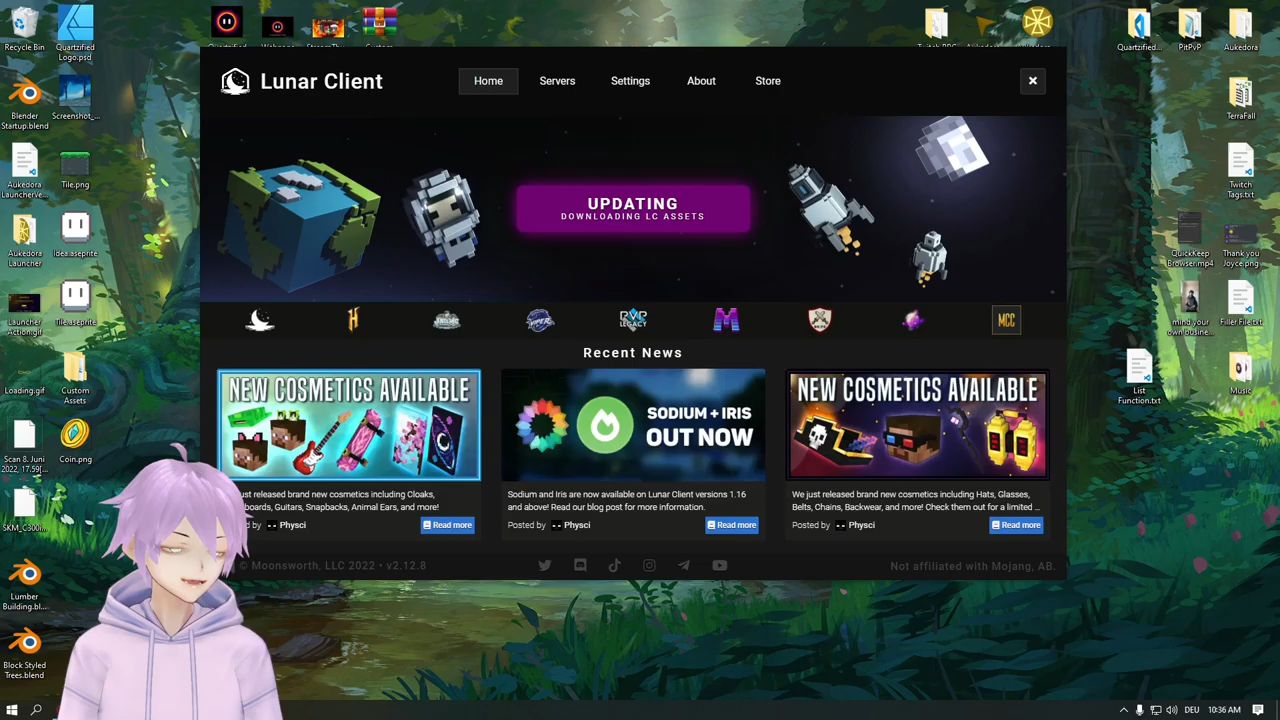 Recycle Bin
Quartzified
Logo.psd
Blender
Startup.blend
Screenshot_...
Aukedora
LauncherVe...
Tile.png
Aukedora
Launcher
Idea.aseprite
Launcher
Action.gif
Tile.aseprite
Loading.gif
Custom
Assets
Scan 8. Juni
2022, 17:59[...
Coin.png
SKM_C300i...
Lumber
Building.bl...
Block Styled
Trees.blend
Lunar Client
Home
Servers
Settings
About
Store
UPDATING
DOWNLOADING LC ASSETS
PVP
LEGACY
MCC
Recent News
NEW COSMETICS AVAILABLE
SODIUM + IRIS
OUT NOW
NEW COSMETICS AVAILABLE
just released brand new cosmetics including Cloaks,
boards, Guitars, Snapbacks, Animal Ears, and more!
Physci
Read more
Sodium and Iris are now available on Lunar Client versions 1.16
and above! Read our blog post for more information.
Posted by Physci
Read more
We just released brand new cosmetics including Hats, Glasses,
Belts, Chains, Backwear, and more! Check them out for a limited ...
Posted by Physci
Read more
© Moonsworth, LLC 2022 • v2.12.8
Not affiliated with Mojang, AB.
Quartzified...
PitPvP
Aukedora
TerraFall
Twitch
Tags.txt
QuickKeep
Browser.mp4
Thank you
Joyce.png
mind your
own busine...
Filler File.txt
List
Function.txt
Music
DEU
10:36 AM